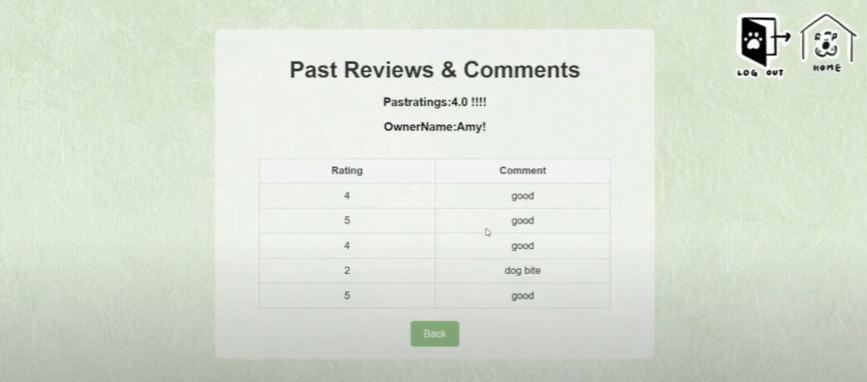 LOG OUT
HOME
Past Reviews & Comments
Pastratings:4.0 !!!!
OwnerName:Amy!
Rating Comment
4 good
5 good
4 good
2 dog bite
5 good
Back